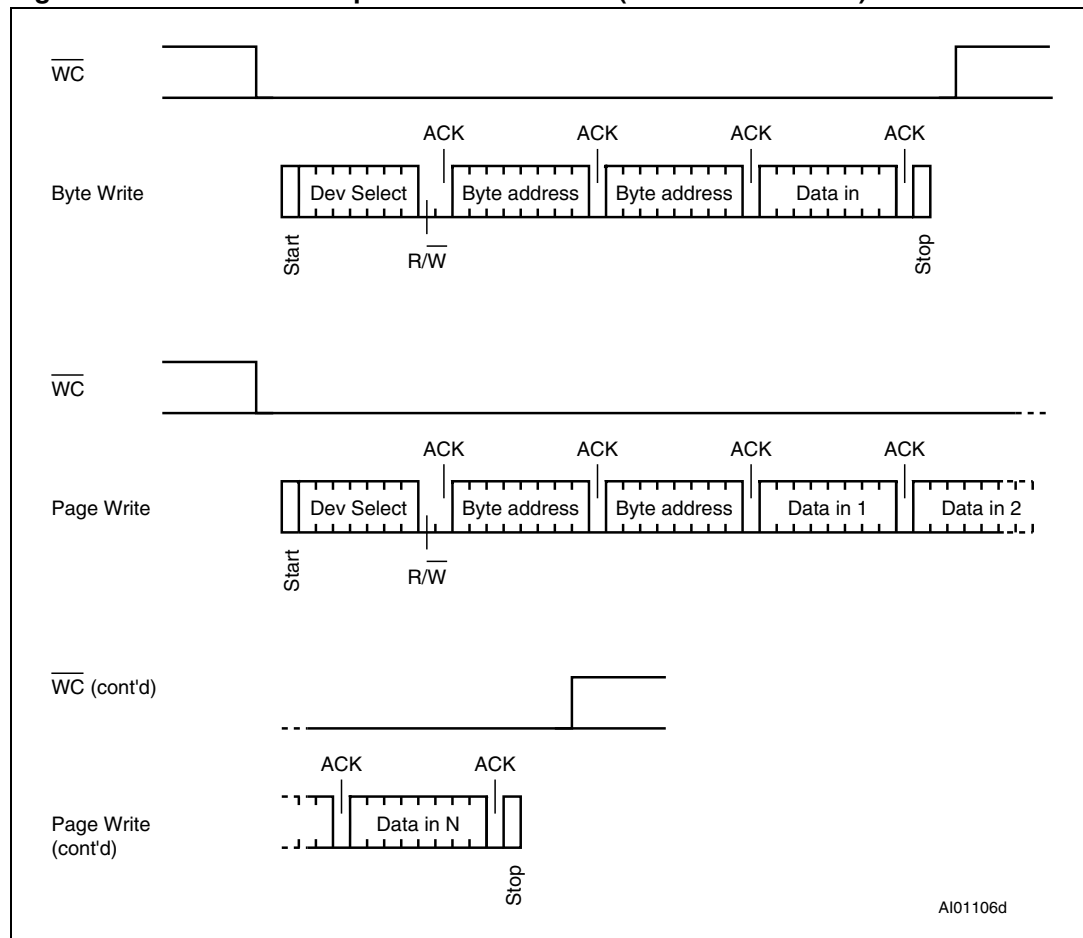 WC
ACK ACK ACK ACK
Byte Write Dev Select Byte address Byte address Data in
Start R/W Stop
WC
ACK ACK ACK ACK
Page Write Dev Select Byte address Byte address Data in 1 Data in 2
Start R/W
WC (cont'd)
ACK ACK
Page Write Data in N
(cont'd)
Stop
AI01106d